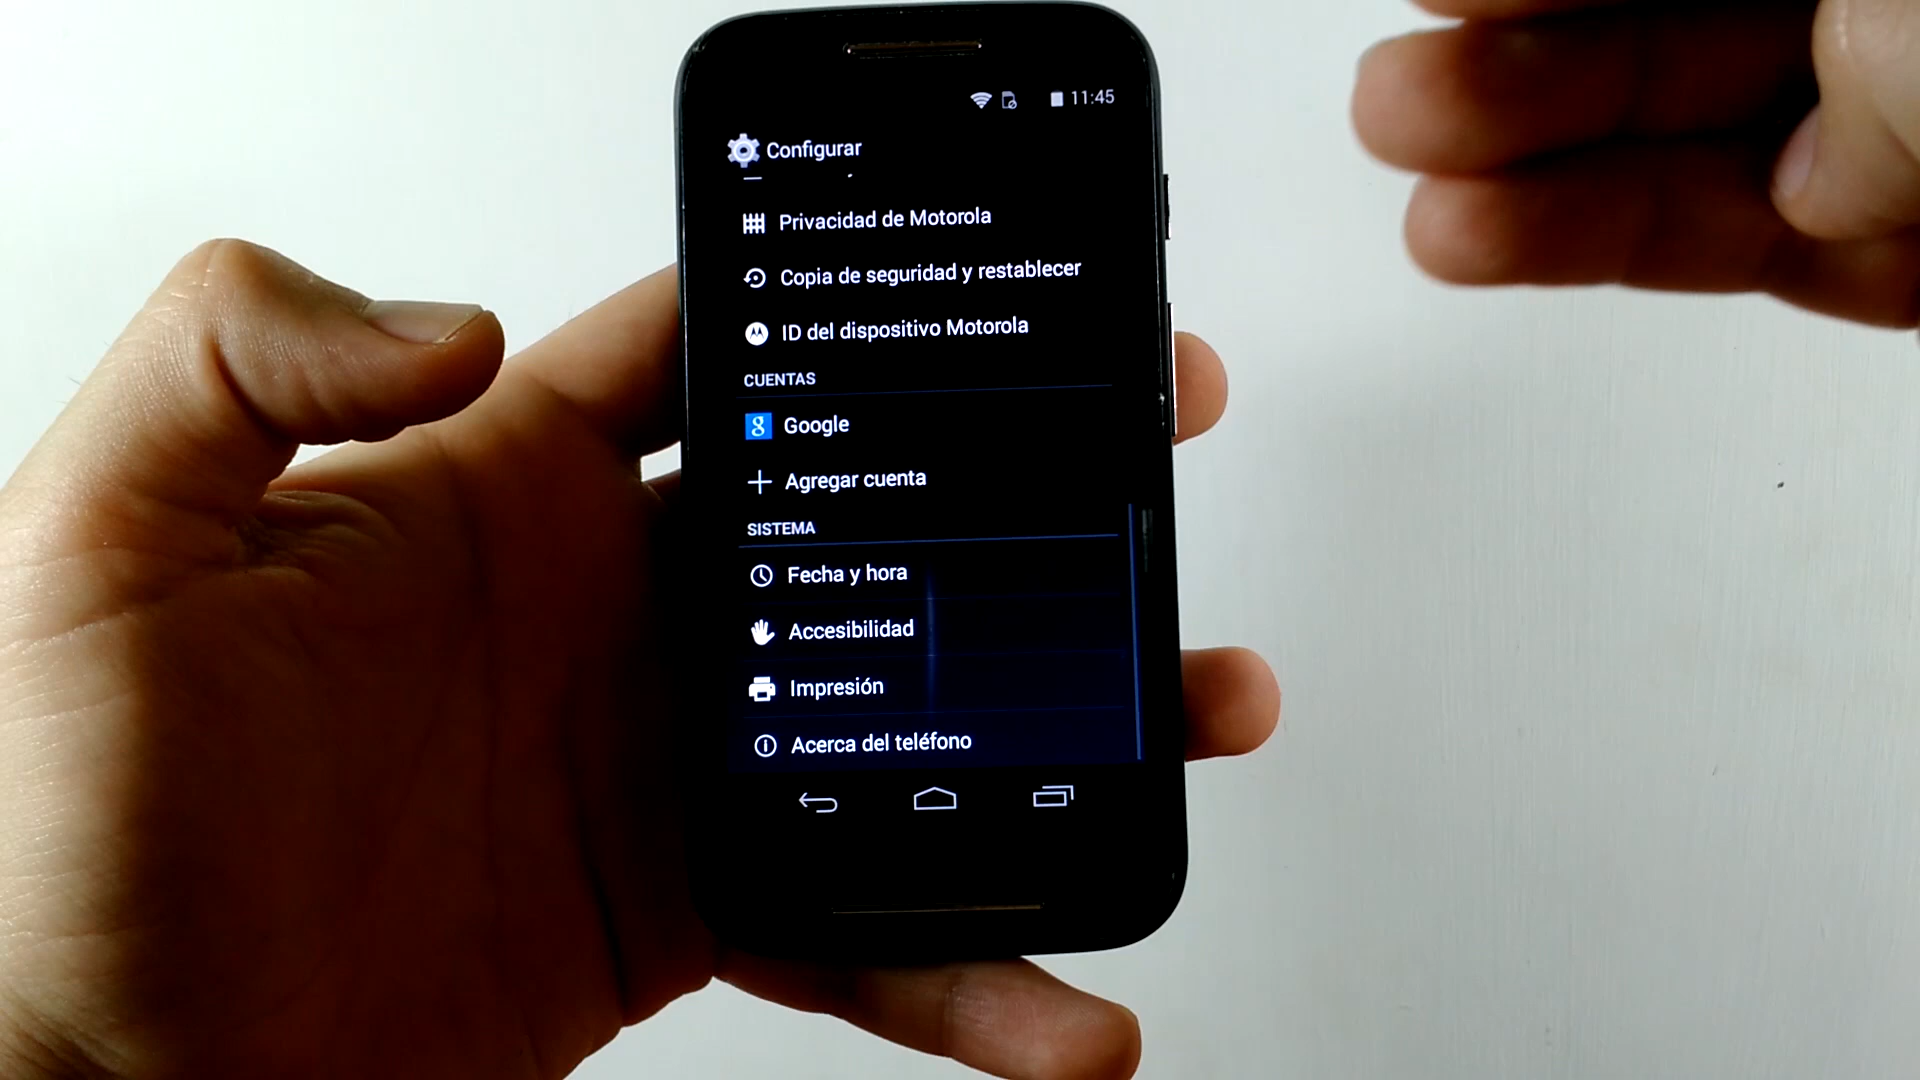 11:45
Configurar
Privacidad de Motorola
Copia de seguridad y restablecer
ID del dispositivo Motorola
CUENTAS
g Google
Agregar cuenta
SISTEMA
Fecha y hora
Accesibilidad
Impresión
Acerca del teléfono